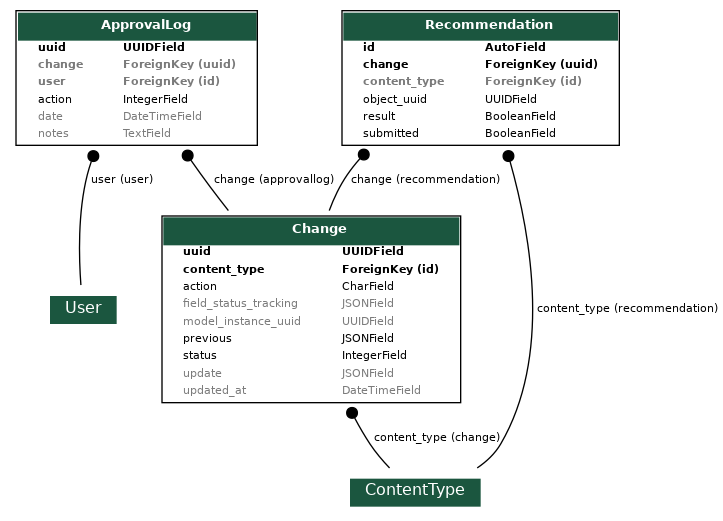 ApprovalLog
uuid UUIDField
change ForeignKey (uuid)
user ForeignKey (id)
action IntegerField
date DateTimeField
notes TextField
Recommendation
id AutoField
change ForeignKey (uuid)
content_type ForeignKey (id)
object_uuid UUIDField
result BooleanField
submitted BooleanField
user (user)
change (approvallog)
change (recommendation)
Change
uuid UUIDField
content_type ForeignKey (id)
action CharField
field_status_tracking JSONField
model_instance_uuid UUIDField
previous JSONField
status IntegerField
update JSONField
updated_at DateTimeField
User
content_type (recommendation)
content_type (change)
ContentType